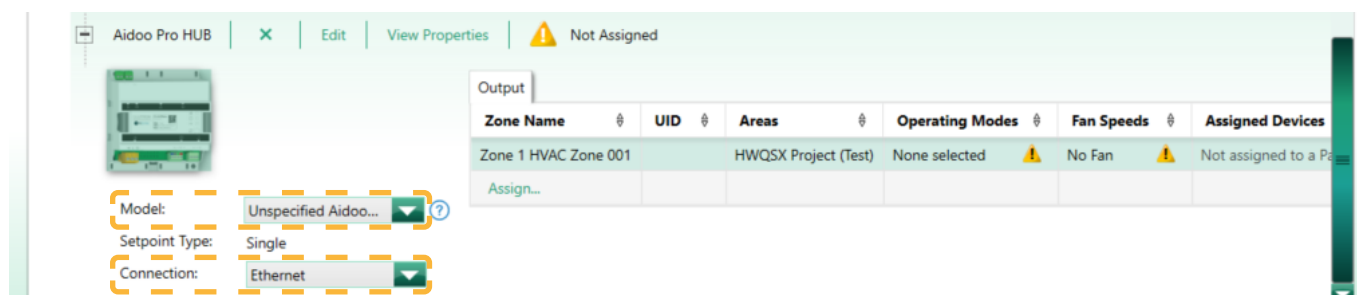 Aidoo Pro HUB Edit View Properties Not Assigned
Output
Zone Name UID Areas Operating Modes Fan Speeds Assigned Devices
Zone 1 HVAC Zone 001 HWQSX Project (Test) None selected No Fan Not assigned to a Pa
Assign...
Model: Unspecified Aidoo... ?
Setpoint Type: Single
Connection: Ethernet